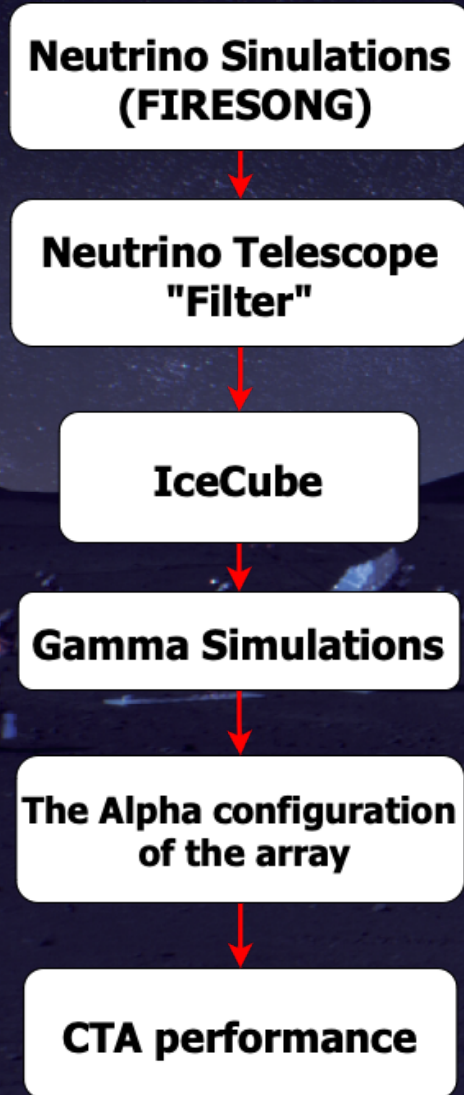 Neutrino Sinulations
(FIRESONG)
Neutrino Telescope
"Filter"
IceCube
Gamma Simulations
The Alpha configuration
of the array
CTA performance